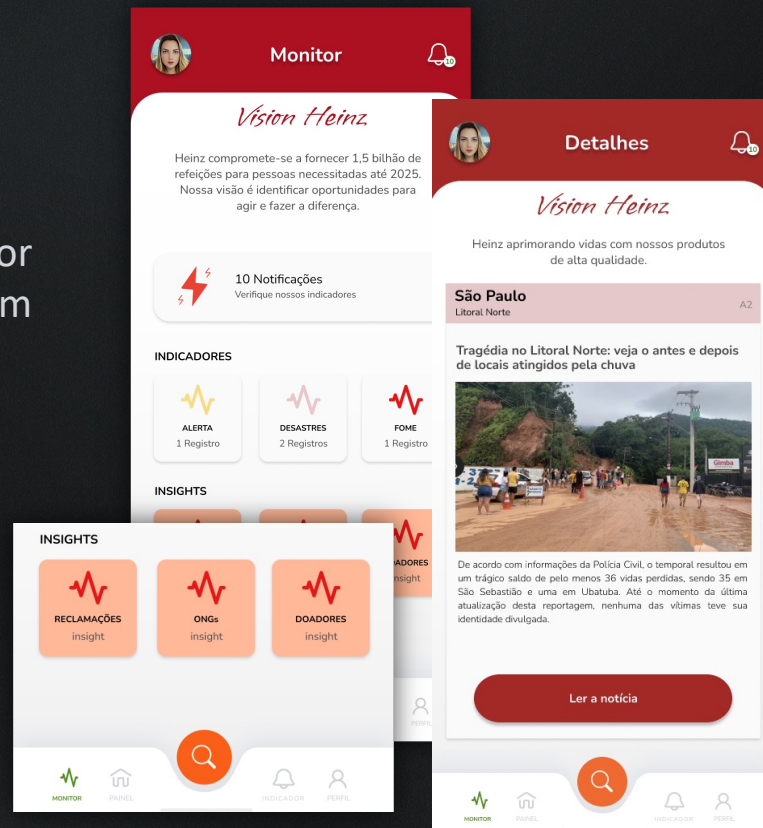 or
m
Monitor
10
Vision Heinz
Heinz compromete-se a fornecer 1,5 bilhão de
refeições para pessoas necessitadas até 2025.
Nossa visão é identificar oportunidades para
agir e fazer a diferença.
10 Notificações
Verifique nossos indicadores
INDICADORES
ALERTA
1 Registro
DESASTRES
2 Registros
FOME
1 Registro
INSIGHTS
ADORES
nsight
PERFIL
INSIGHTS
RECLAMAÇÕES
insight
ONGs
insight
DOADORES
insight
MONITOR
PAINEL
INDICADOR
PERFIL
Detalhes
10
Vision Heinz
Heinz aprimorando vidas com nossos produtos
de alta qualidade.
São Paulo
Litoral Norte
A2
Tragédia no Litoral Norte: veja o antes e depois
de locais atingidos pela chuva
Gimba
De acordo com informações da Polícia Civil, o temporal resultou em
um trágico saldo de pelo menos 36 vidas perdidas, sendo 35 em
São Sebastião e uma em Ubatuba. Até o momento da última
atualização desta reportagem, nenhuma das vítimas teve sua
identidade divulgada.
Ler a notícia
MONITOR
PAINEL
INDICADOR
PERFIL